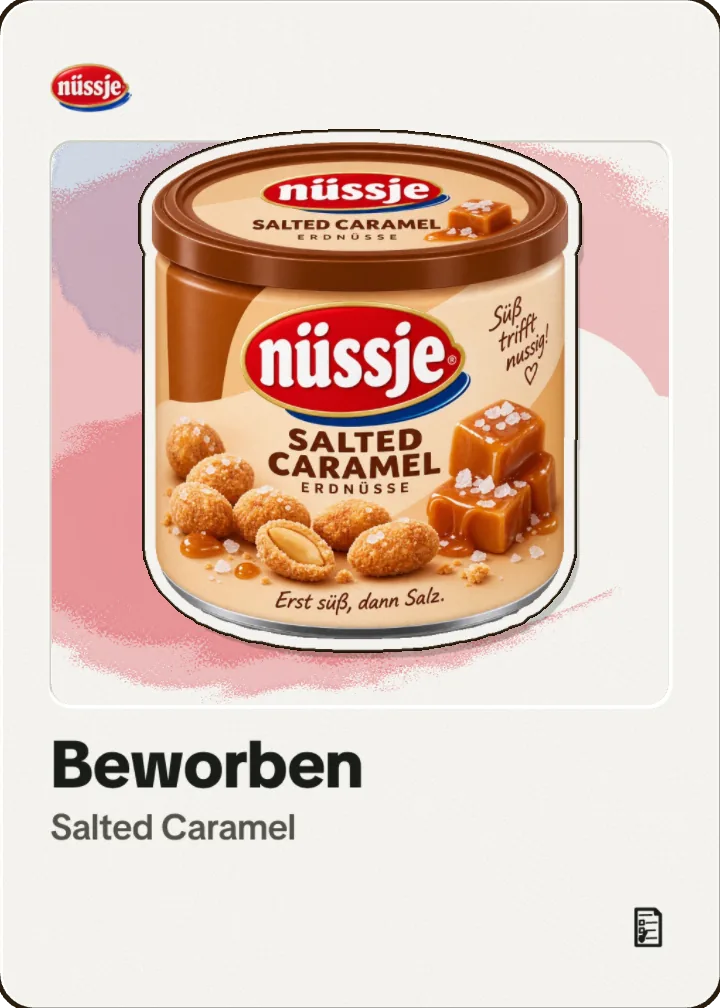 nüssje
nüssje
SALTED CARAMEL
ERDNÜSSE
Süß
trifft
nussig!
nüssje®
SALTED
CARAMEL
ERDNÜSSE
Erst süß, dann Salz.
Beworben
Salted Caramel